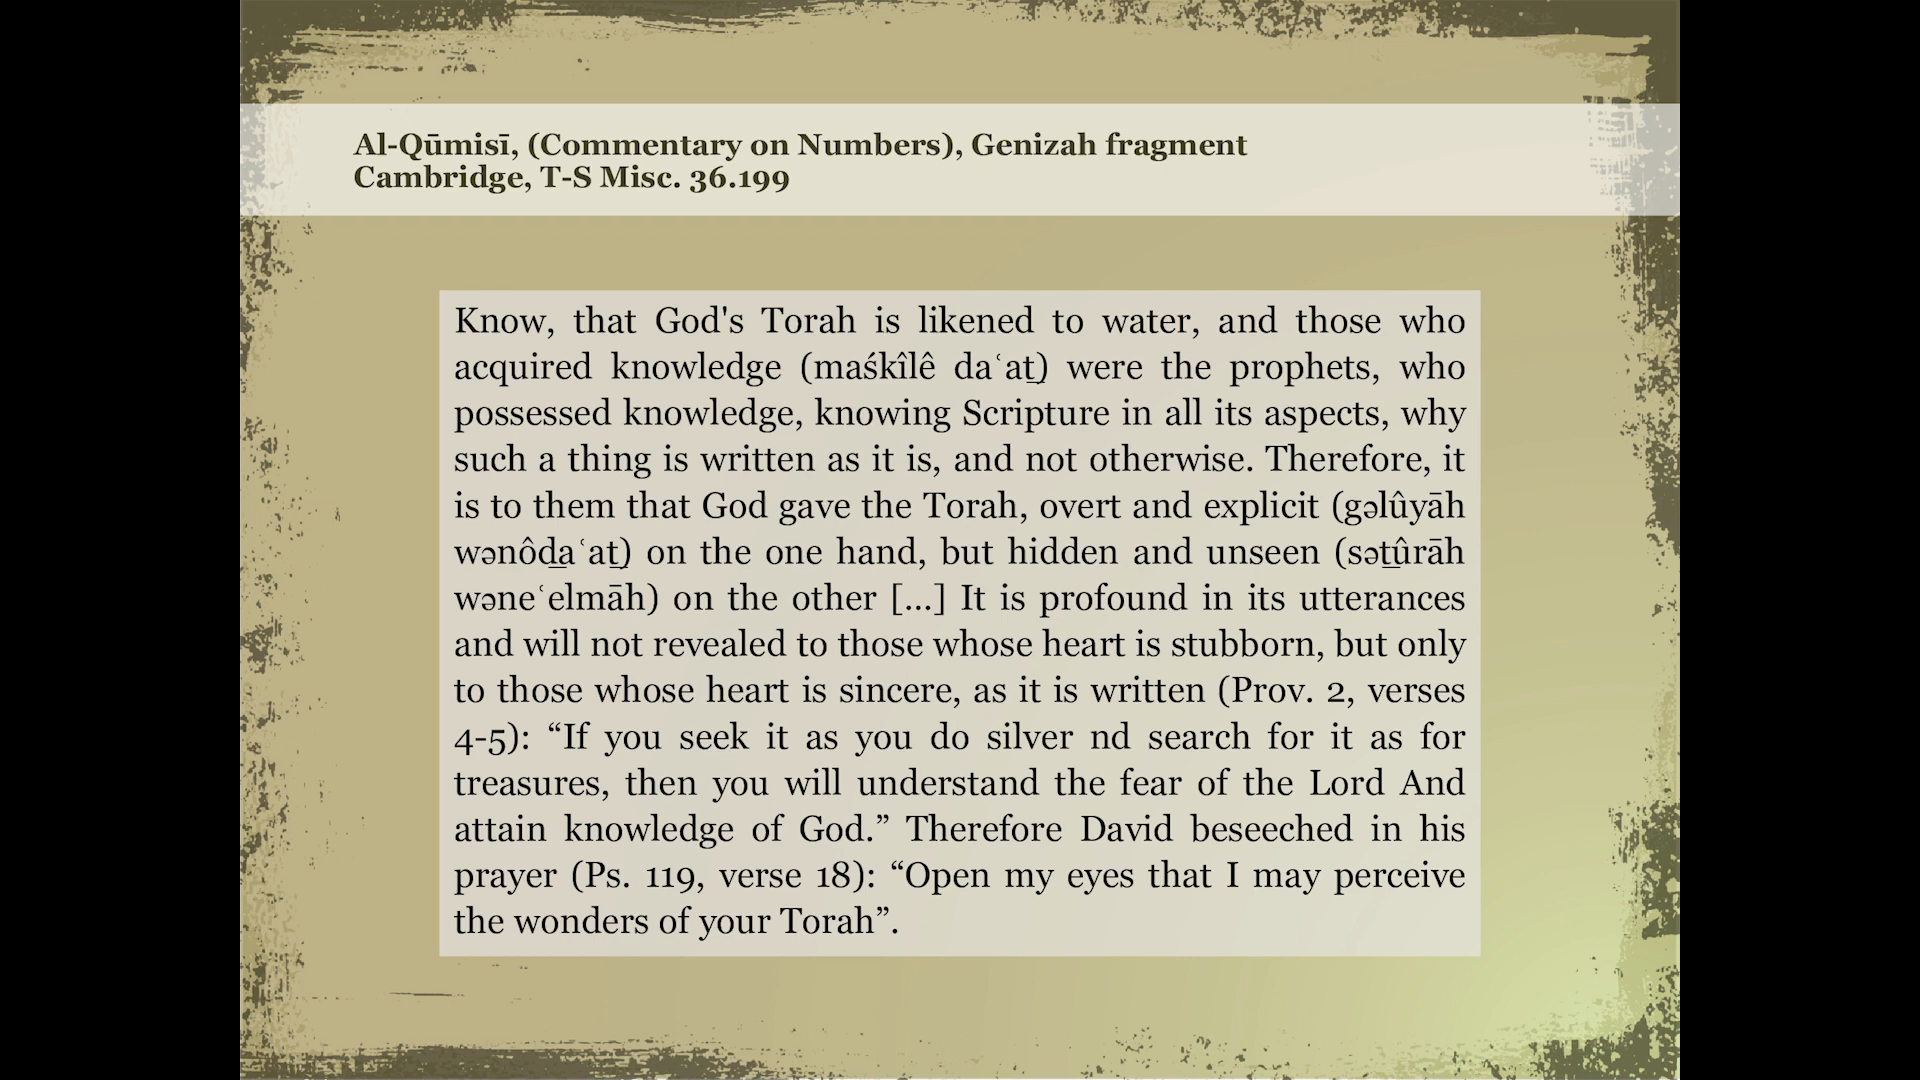 Al-Qūmisī, (Commentary on Numbers), Genizah fragment
Cambridge, T-S Misc. 36.199
Know, that God's Torah is likened to water, and those who
acquired knowledge (maśkîlê daʿaṯ) were the prophets, who
possessed knowledge, knowing Scripture in all its aspects, why
such a thing is written as it is, and not otherwise. Therefore, it
is to them that God gave the Torah, overt and explicit (gəlûyāh
wənôḏaʿaṯ) on the one hand, but hidden and unseen (səṯûrāh
wəneʿelmāh) on the other [...] It is profound in its utterances
and will not revealed to those whose heart is stubborn, but only
to those whose heart is sincere, as it is written (Prov. 2, verses
4-5): “If you seek it as you do silver nd search for it as for
treasures, then you will understand the fear of the Lord And
attain knowledge of God.” Therefore David beseeched in his
prayer (Ps. 119, verse 18): “Open my eyes that I may perceive
the wonders of your Torah”.